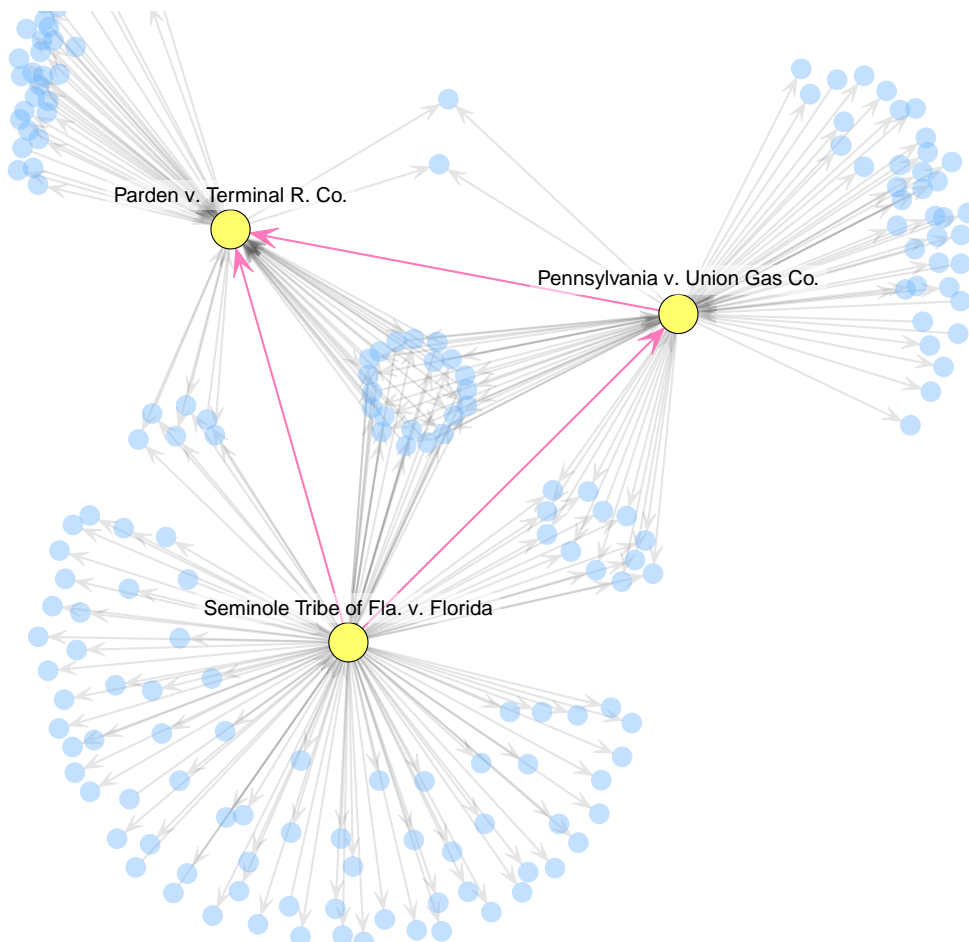 Parden v. Terminal R. Co.
Pennsylvania v. Union Gas Co.
Seminole Tribe of Fla. v. Florida